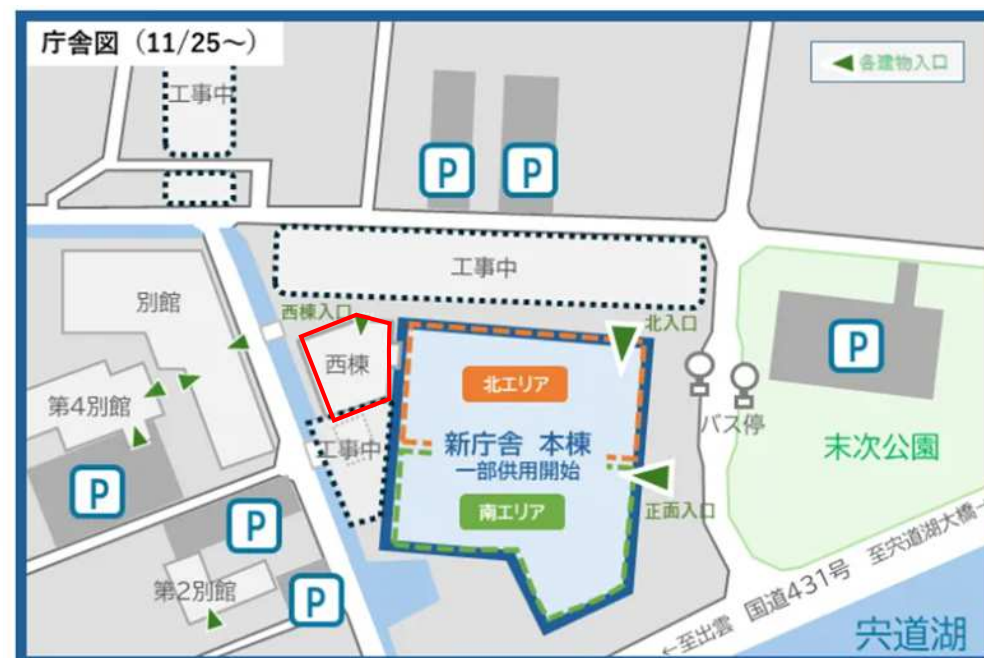 庁舎図（11/25～）
各建物入口
工事中
P
P
工事中
別館
西棟入口
北入口
西棟
P
北エリア
第4別館
バス停
工事中
新庁舎 本棟
末次公園
一部供用開始
P
南エリア
正面入口
P
国道431号 至宍道湖大橋→
第2別館
P
←至出雲
宍道湖